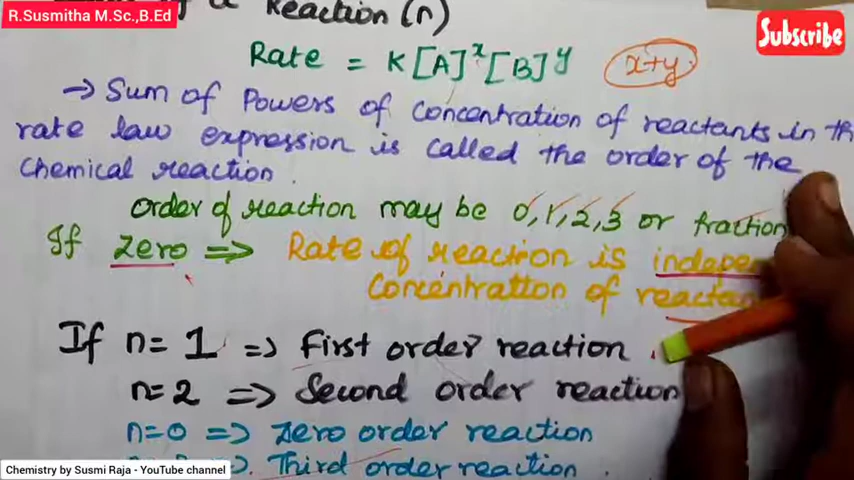 R.Susmitha M.Sc.,B.Ed
Subscribe
a Reaction (n)
Rate = K[A]^x [B]^y
x+y
→ Sum of Powers of concentration of reactants in th
rate law expression is called the order of the
chemical reaction.
order of reaction may be 0,1,2,3 or fraction
If zero => Rate of reaction is indepe
Concentration of reactan
If n= 1 => First order reaction
n= 2 => Second order reaction
n=0 => zero order reaction
Third order reaction.
Chemistry by Susmi Raja - YouTube channel